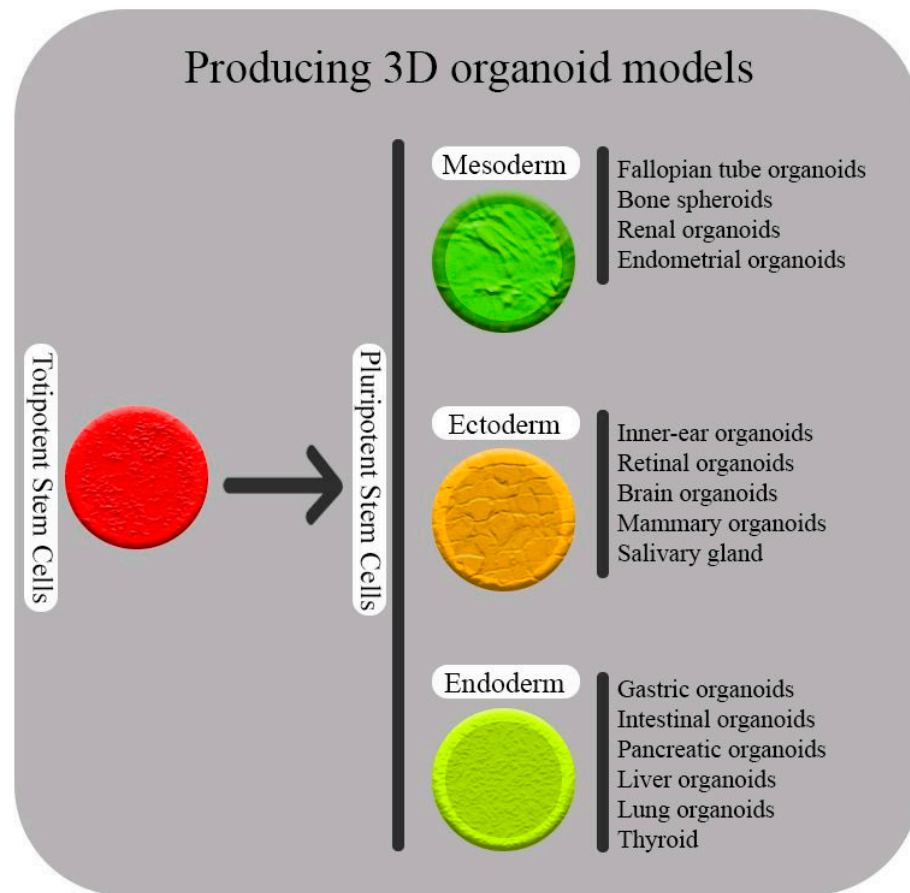 Producing 3D organoid models
Totipotent Stem Cells
Pluripotent Stem Cells
Mesoderm
Fallopian tube organoids
Bone spheroids
Renal organoids
Endometrial organoids
Ectoderm
Inner-ear organoids
Retinal organoids
Brain organoids
Mammary organoids
Salivary gland
Endoderm
Gastric organoids
Intestinal organoids
Pancreatic organoids
Liver organoids
Lung organoids
Thyroid